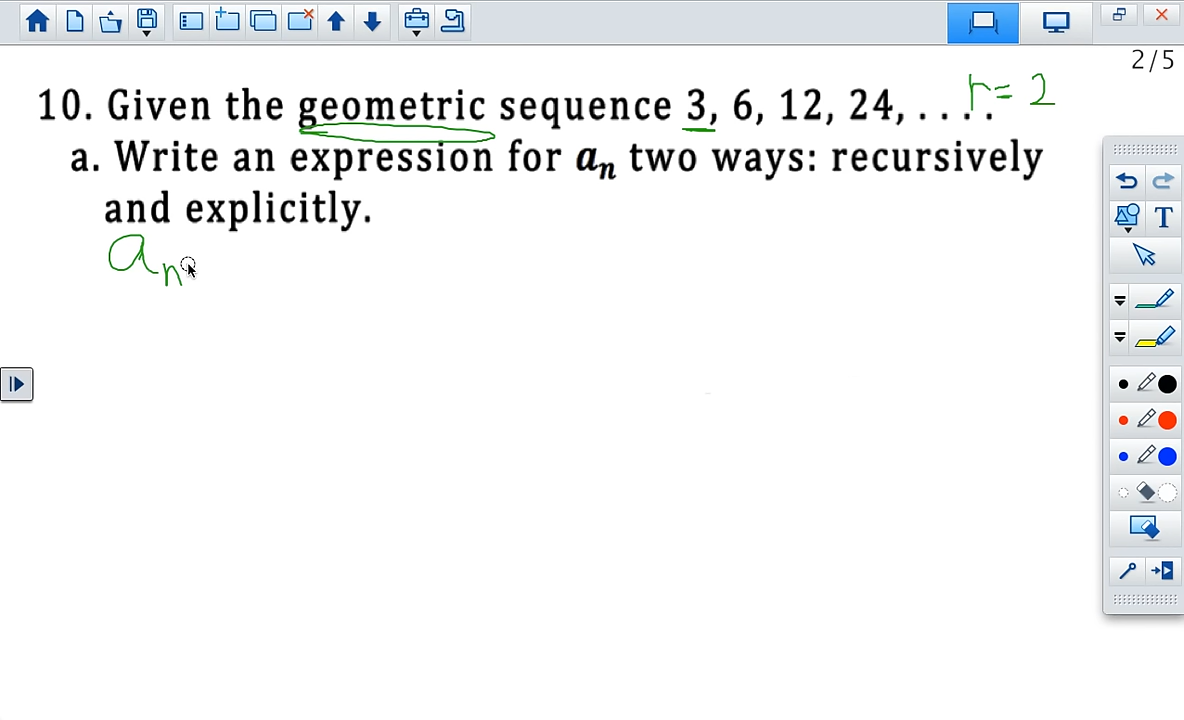 2/5
10. Given the geometric sequence 3, 6, 12, 24, . . . . r = 2
a. Write an expression for aₙ two ways: recursively
and explicitly.
aₙ
T